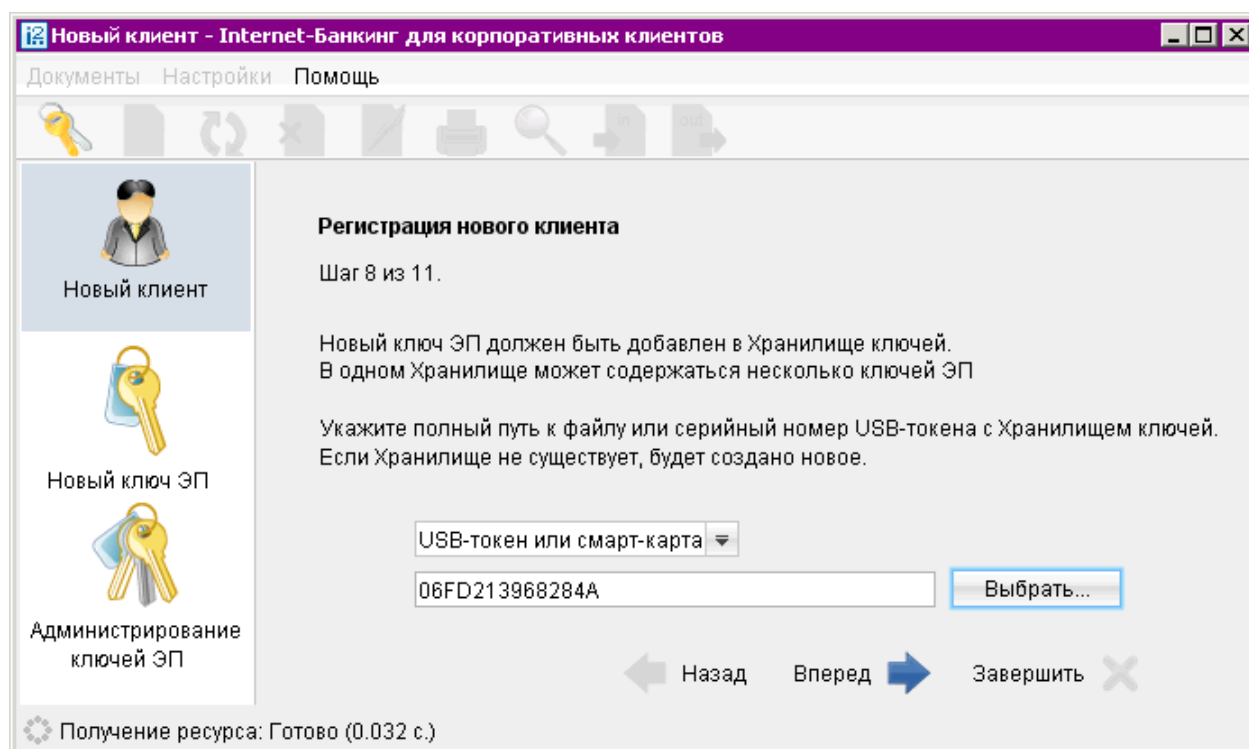 Новый клиент - Internet-Банкинг для корпоративных клиентов
Документы Настройки Помощь
in out
Новый клиент
Новый ключ ЭП
Администрирование
ключей ЭП
Регистрация нового клиента
Шаг 8 из 11.
Новый ключ ЭП должен быть добавлен в Хранилище ключей.
В одном Хранилище может содержаться несколько ключей ЭП
Укажите полный путь к файлу или серийный номер USB-токена с Хранилищем ключей.
Если Хранилище не существует, будет создано новое.
USB-токен или смарт-карта
06FD213968284A Выбрать...
Назад Вперед Завершить
Получение ресурса: Готово (0.032 с.)